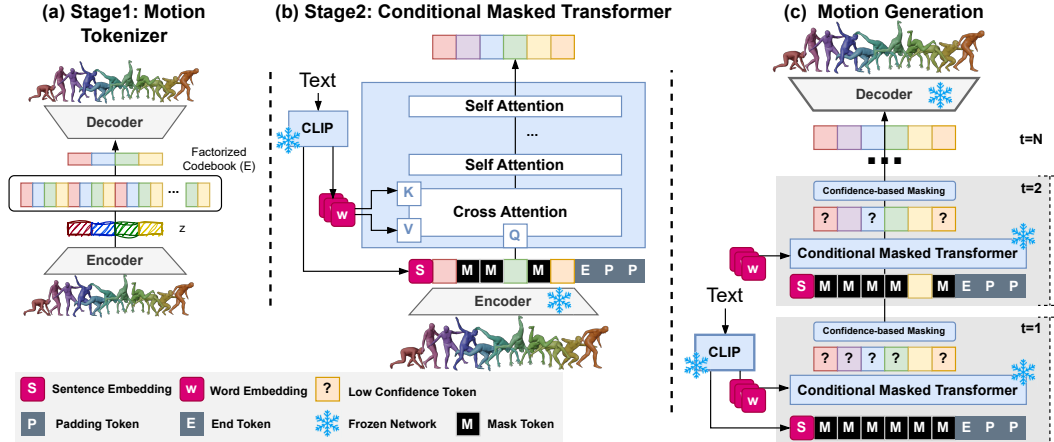 (a) Stage1: Motion
Tokenizer
Decoder
Factorized
Codebook (E)
...
z
Encoder
(b) Stage2: Conditional Masked Transformer
Text
CLIP
Self Attention
...
Self Attention
W
K
V
Cross Attention
Q
S M M M E P P
Encoder
(c) Motion Generation
Decoder
t=N
...
Confidence-based Masking
t=2
? ? ?
Conditional Masked Transformer
W
S M M M M M E P P
Text
Confidence-based Masking
t=1
? ? ? ? ?
CLIP
Conditional Masked Transformer
W
S M M M M M M E P P
S Sentence Embedding
W Word Embedding
? Low Confidence Token
P Padding Token
E End Token
Frozen Network
M Mask Token